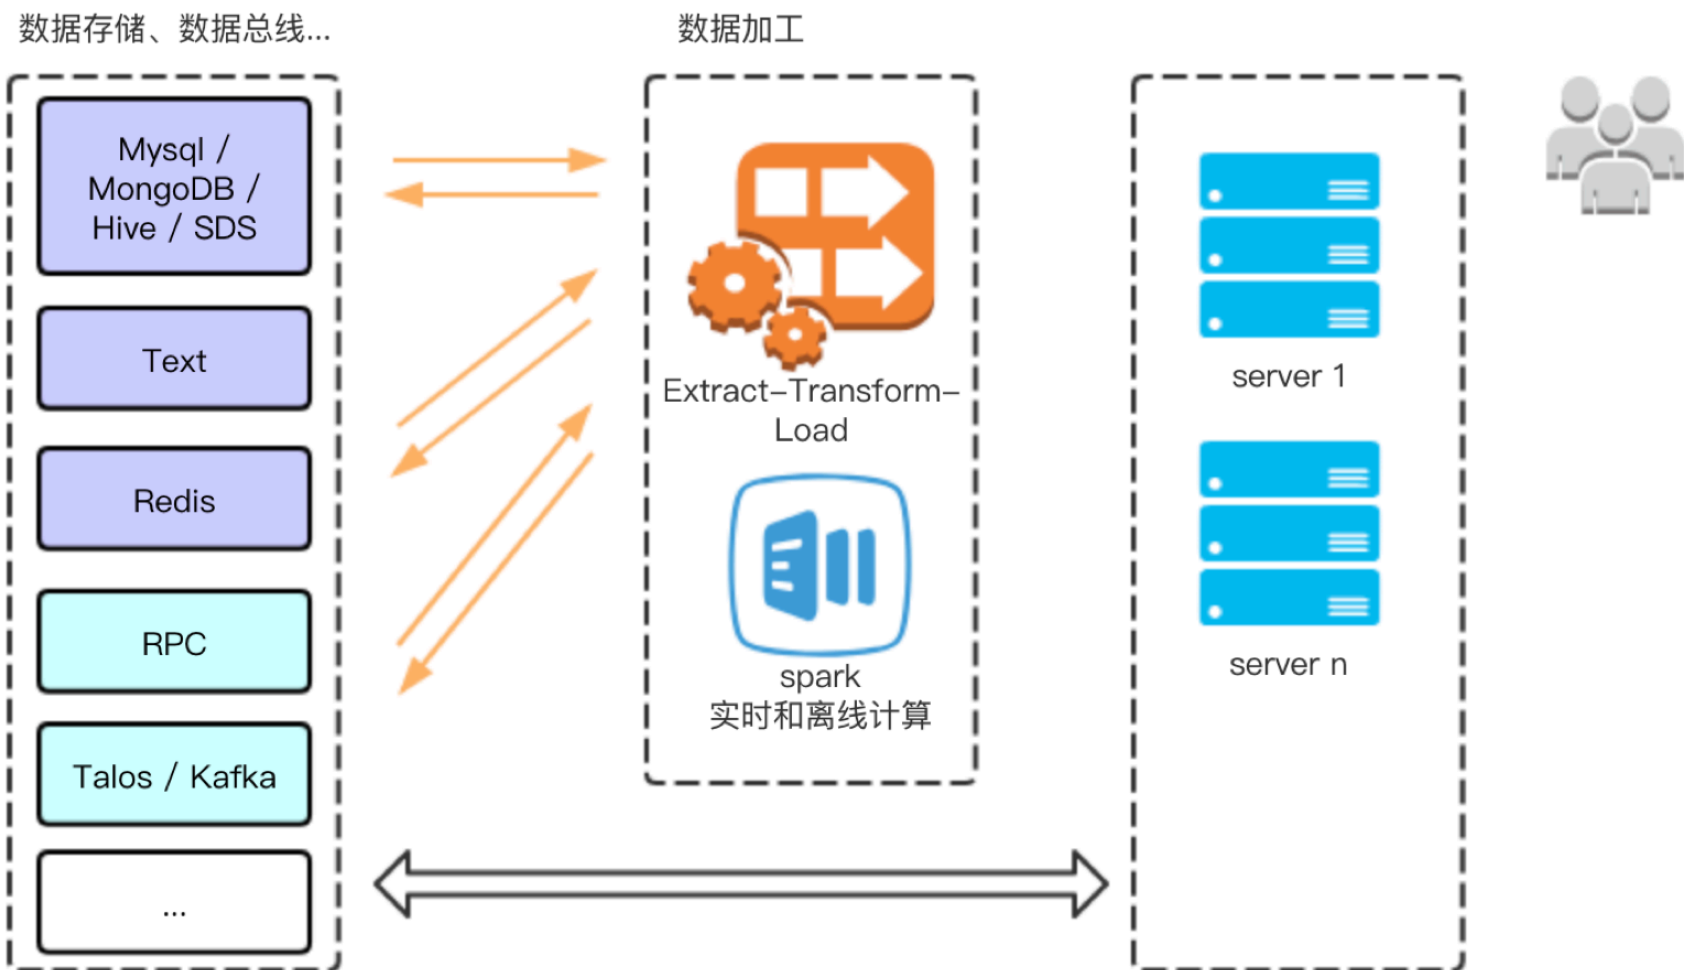 数据存储、数据总线...
数据加工
Mysql /
MongoDB /
Hive / SDS
Text
Redis
RPC
Talos / Kafka
...
Extract-Transform-
Load
spark
实时和离线计算
server 1
server n